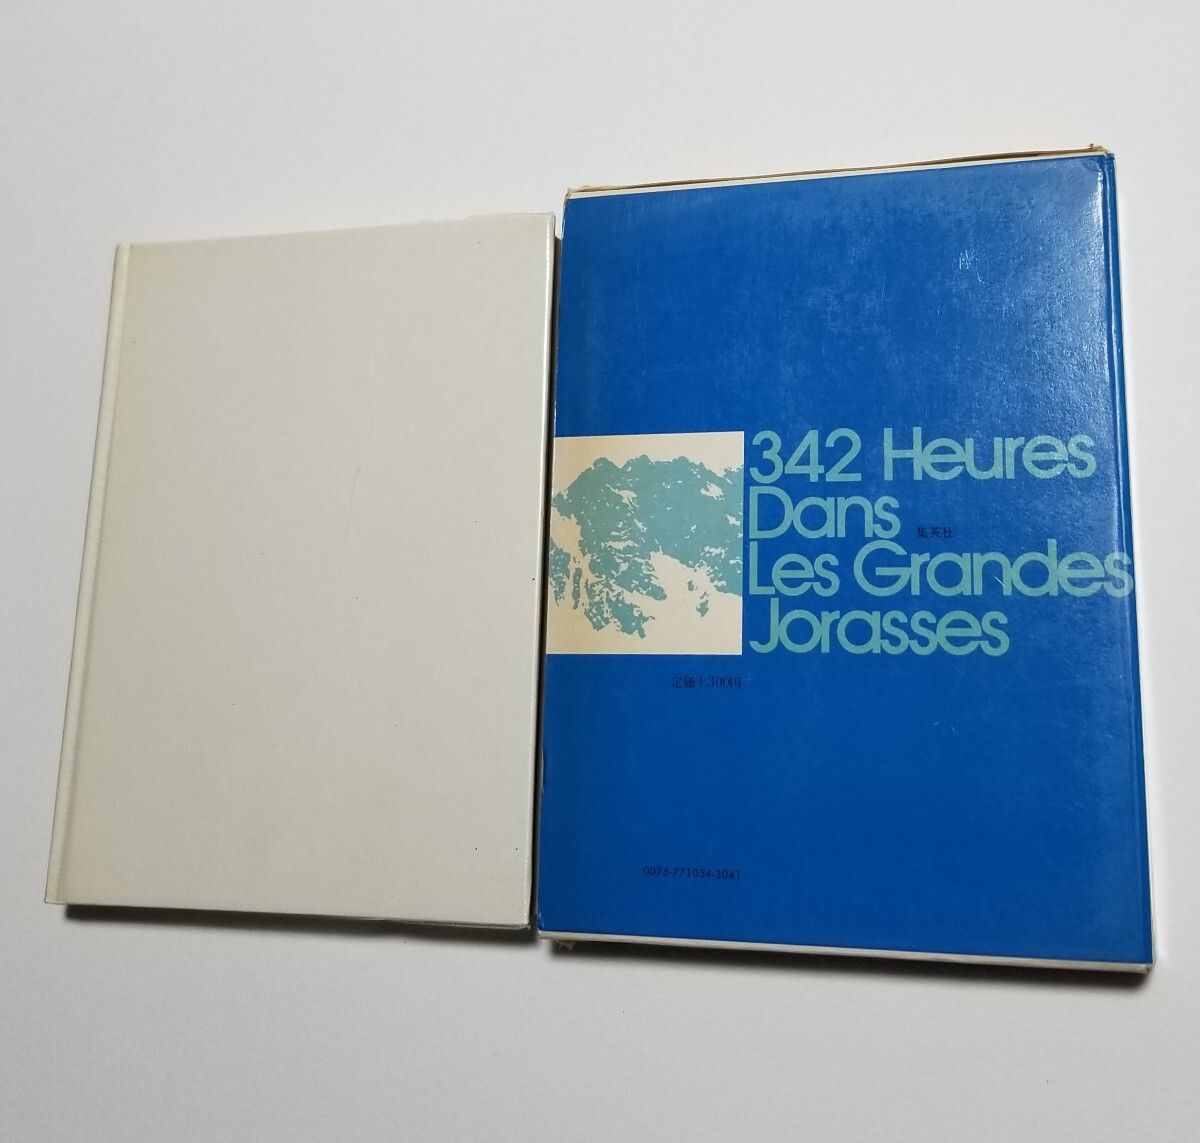 342 Heures
Dans
集英社
Les Grandes
Jorasses
定価1,300円
0075-771054-3041